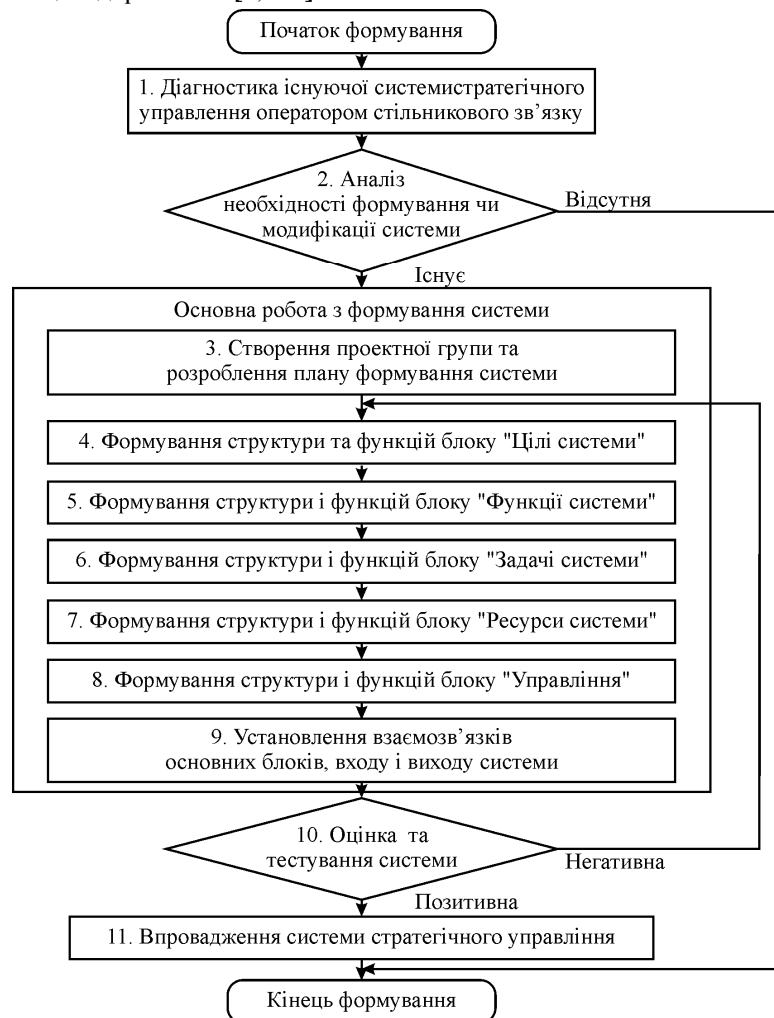 Початок формування
1. Діагностика існуючої системистратегічного
управління оператором стільникового зв’язку
2. Аналіз
необхідності формування чи
модифікації системи
Відсутня
Існує
Основна робота з формування системи
3. Створення проектної групи та
розроблення плану формування системи
4. Формування структури та функцій блоку "Цілі системи"
5. Формування структури і функцій блоку "Функції системи"
6. Формування структури і функцій блоку "Задачі системи"
7. Формування структури і функцій блоку "Ресурси системи"
8. Формування структури і функцій блоку "Управління"
9. Установлення взаємозв’язків
основних блоків, входу і виходу системи
10. Оцінка та
тестування системи
Негативна
Позитивна
11. Впровадження системи стратегічного управління
Кінець формування